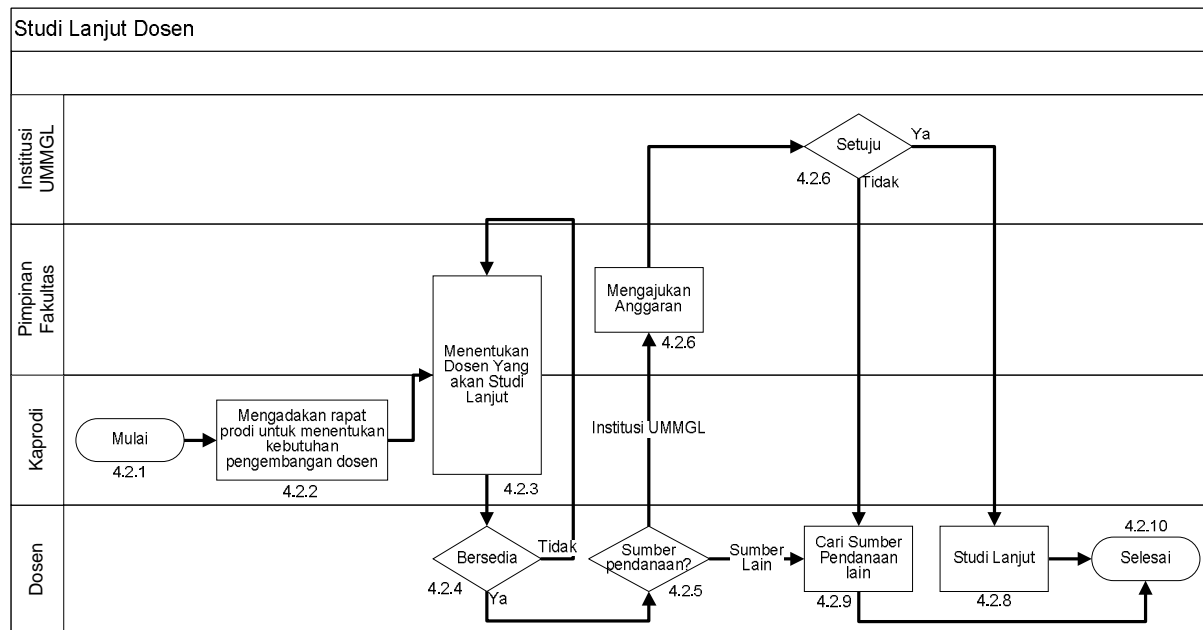 Studi Lanjut Dosen
Institusi
UMMGL
Setuju
Ya
4.2.6
Tidak
Pimpinan
Fakultas
Mengajukan
Anggaran
4.2.6
Menentukan
Dosen Yang
akan Studi
Lanjut
4.2.3
Kaprodi
Mulai
4.2.1
Mengadakan rapat
prodi untuk menentukan
kebutuhan
pengembangan dosen
4.2.2
Institusi UMMGL
Dosen
Bersedia
Tidak
4.2.4
Ya
Sumber
pendanaan?
4.2.5
Sumber
Lain
Cari Sumber
Pendanaan
lain
4.2.9
Studi Lanjut
4.2.8
4.2.10
Selesai